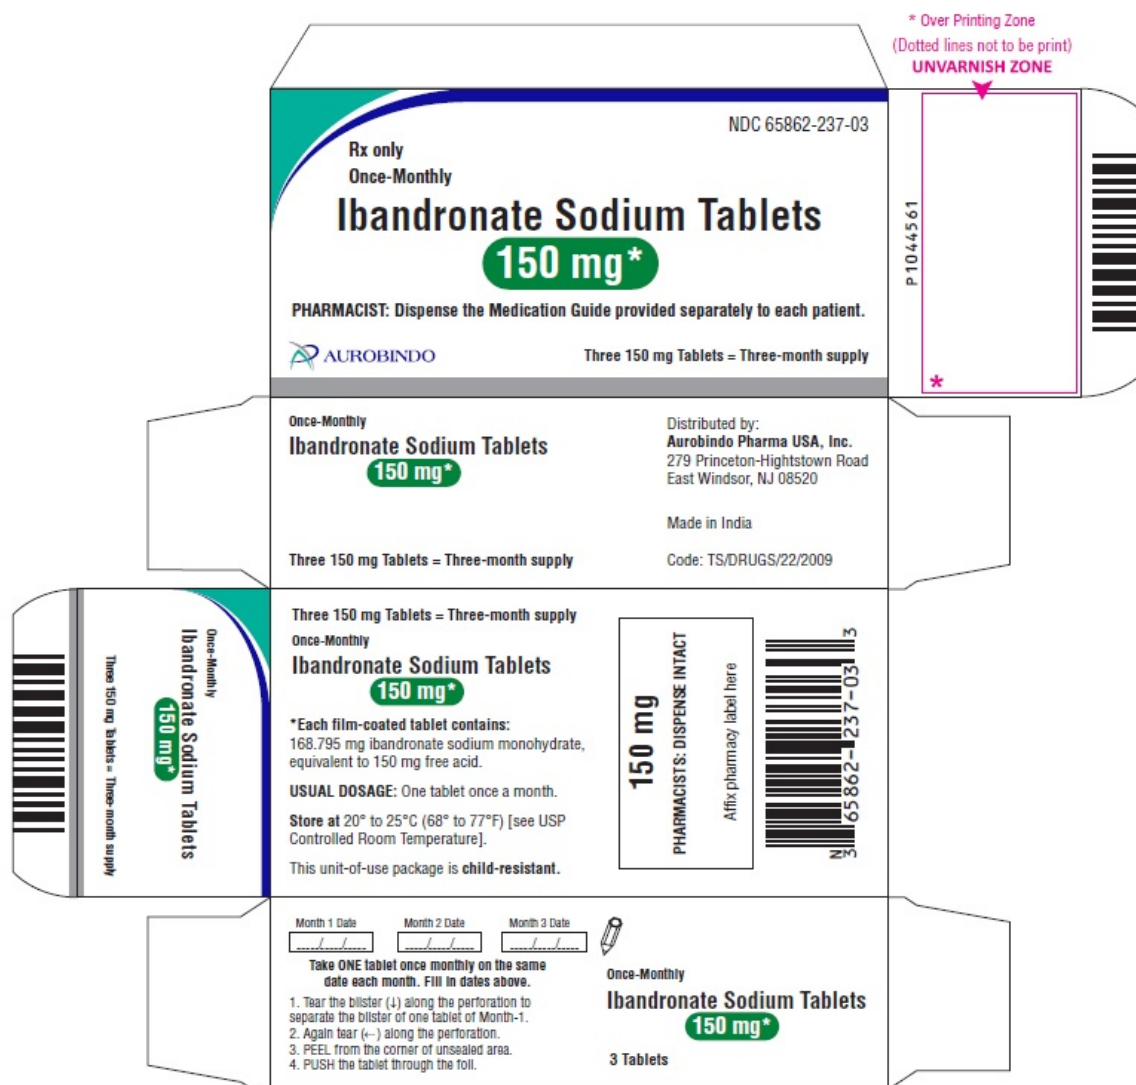 * Over Printing Zone
(Dotted lines not to be print)
UNVARNISH ZONE
NDC 65862-237-03
Rx only
Once-Monthly
Ibandronate Sodium Tablets
150 mg*
PHARMACIST: Dispense the Medication Guide provided separately to each patient.
AUROBINDO
Three 150 mg Tablets = Three-month supply
P1044561
*
Once-Monthly
Ibandronate Sodium Tablets
150 mg*
Three 150 mg Tablets = Three-month supply
Distributed by:
Aurobindo Pharma USA, Inc.
279 Princeton-Hightstown Road
East Windsor, NJ 08520
Made in India
Code: TS/DRUGS/22/2009
Once-Monthly
Ibandronate Sodium Tablets
150 mg*
Three 150 mg Tablets = Three-month supply
Three 150 mg Tablets = Three-month supply
Once-Monthly
Ibandronate Sodium Tablets
150 mg*
*Each film-coated tablet contains:
168.795 mg ibandronate sodium monohydrate,
equivalent to 150 mg free acid.
USUAL DOSAGE: One tablet once a month.
Store at 20° to 25°C (68° to 77°F) [see USP
Controlled Room Temperature].
This unit-of-use package is child-resistant.
150 mg
PHARMACISTS: DISPENSE INTACT
Affix pharmacy label here
N
3 65862-237-03 3
Month 1 Date
Month 2 Date
Month 3 Date
___/___/___
___/___/___
___/___/___
Take ONE tablet once monthly on the same
date each month. Fill in dates above.
1. Tear the blister (↓) along the perforation to
separate the blister of one tablet of Month-1.
2. Again tear (←) along the perforation.
3. PEEL from the corner of unsealed area.
4. PUSH the tablet through the foil.
Once-Monthly
Ibandronate Sodium Tablets
150 mg*
3 Tablets